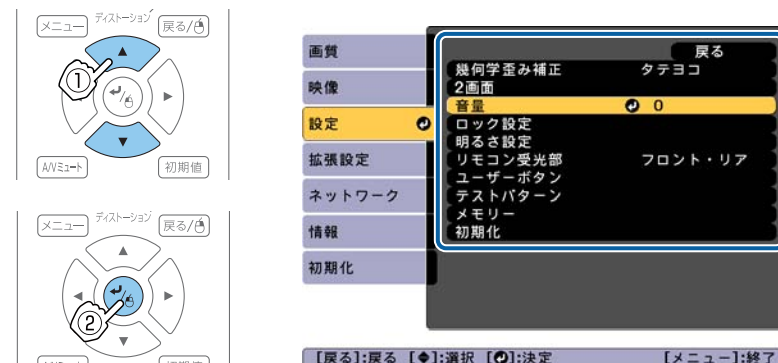 メニュー
ディストーション
戻る/
A/Vミュート
初期値
1
メニュー
ディストーション
戻る/
2
画質
映像
設定
拡張設定
ネットワーク
情報
初期化
戻る
幾何学歪み補正 タテヨコ
2画面
音量 0
ロック設定
明るさ設定
リモコン受光部 フロント・リア
ユーザーボタン
テストパターン
メモリー
初期化
[戻る]:戻る [◆]:選択 [ ]:決定 [メニュー]:終了